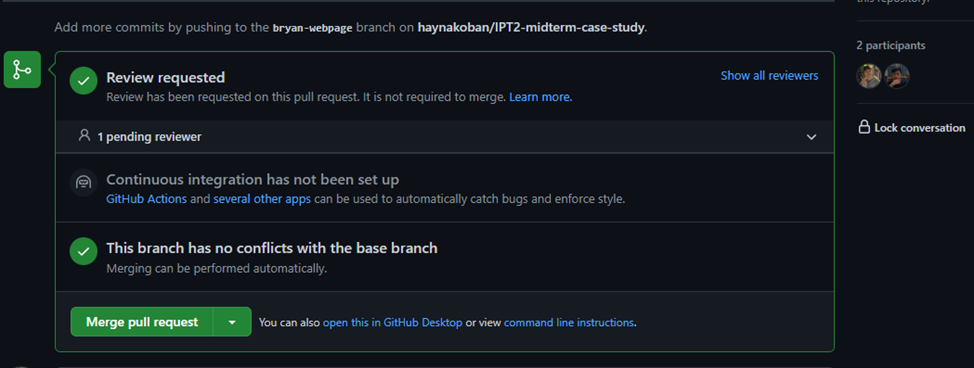 this repository.
Add more commits by pushing to the bryan-webpage branch on haynakoban/IPT2-midterm-case-study.
2 participants
Review requested
Show all reviewers
Review has been requested on this pull request. It is not required to merge. Learn more.
1 pending reviewer
Lock conversation
Continuous integration has not been set up
GitHub Actions and several other apps can be used to automatically catch bugs and enforce style.
This branch has no conflicts with the base branch
Merging can be performed automatically.
Merge pull request
You can also open this in GitHub Desktop or view command line instructions.